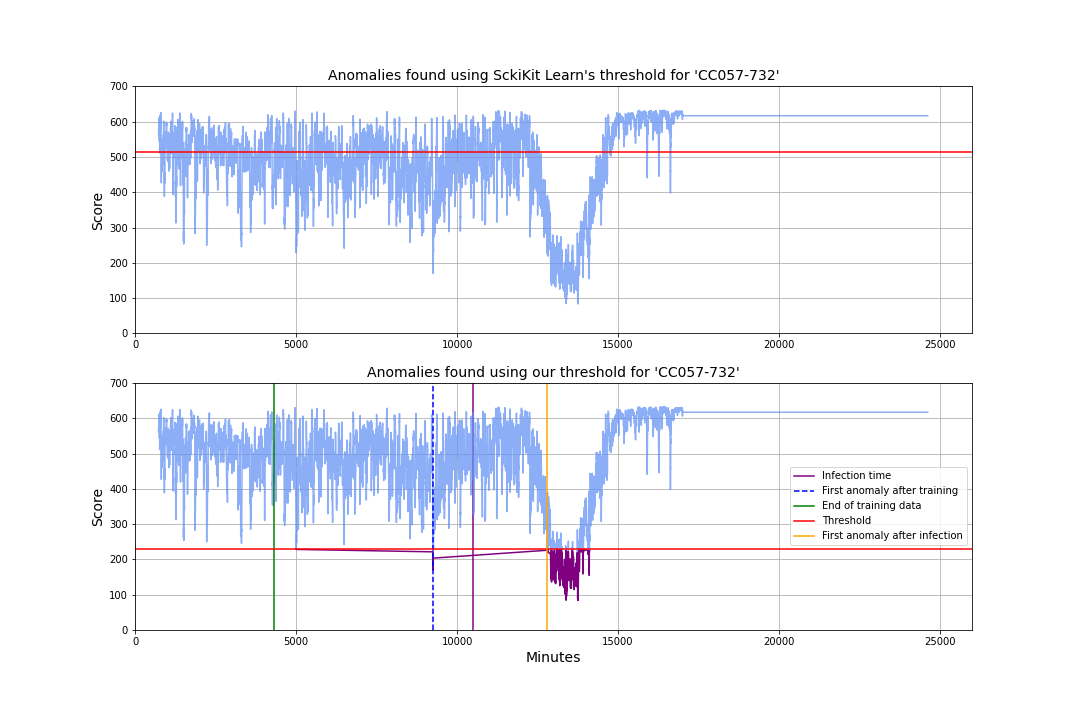 Anomalies found using SckiKit Learn's threshold for 'CC057-732'
700
600
500
400
300
200
100
0
Score
0 5000 10000 15000 20000 25000
Anomalies found using our threshold for 'CC057-732'
700
600
500
400
300
200
100
0
Score
Infection time
First anomaly after training
End of training data
Threshold
First anomaly after infection
0 5000 10000 15000 20000 25000
Minutes